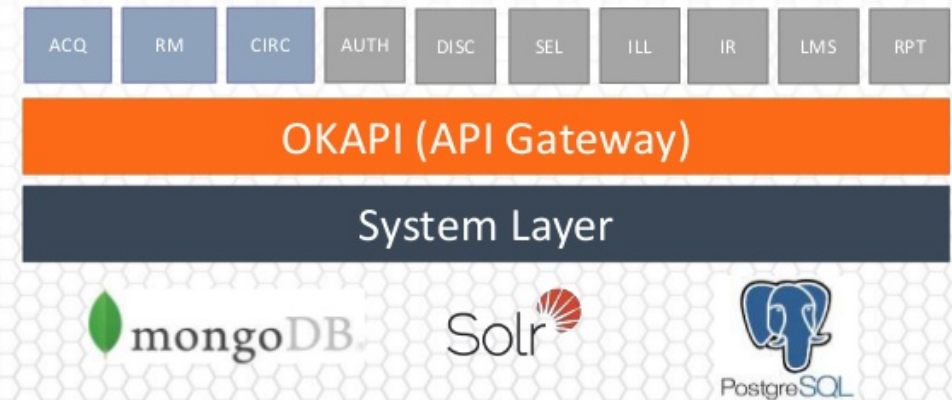 ACQ RM CIRC AUTH DISC SEL ILL IR LMS RPT
OKAPI (API Gateway)
System Layer
mongoDB Solr
PostgreSQL